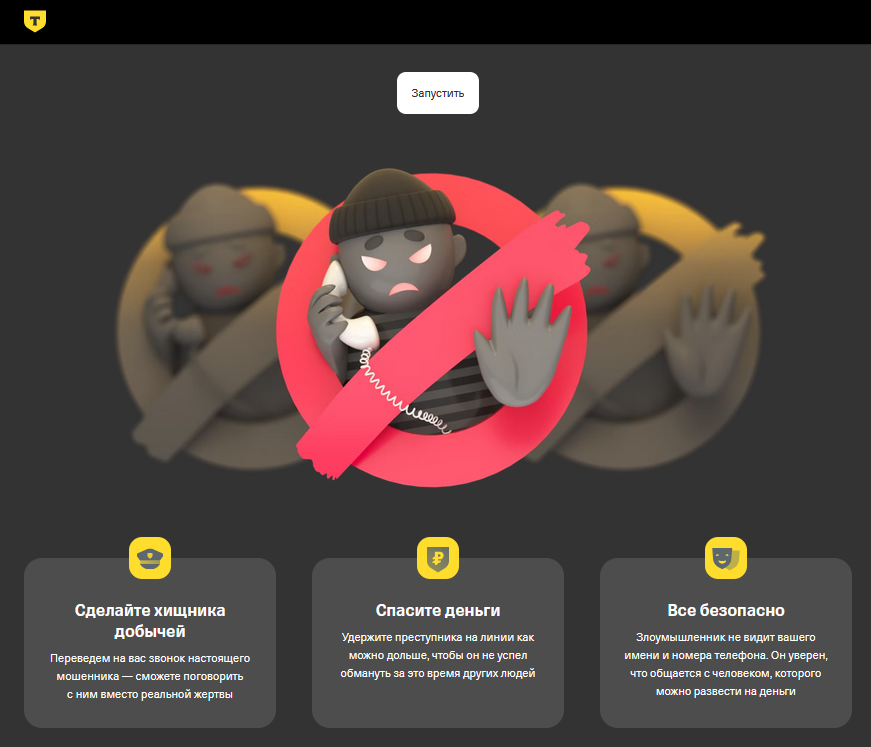 Т
Запустить
Сделайте хищника
добычей
Переведем на вас звонок настоящего
мошенника — сможете поговорить
с ним вместо реальной жертвы
Спасите деньги
Удержите преступника на линии как
можно дольше, чтобы он не успел
обмануть за это время других людей
Все безопасно
Злоумышленник не видит вашего
имени и номера телефона. Он уверен,
что общается с человеком, которого
можно развести на деньги